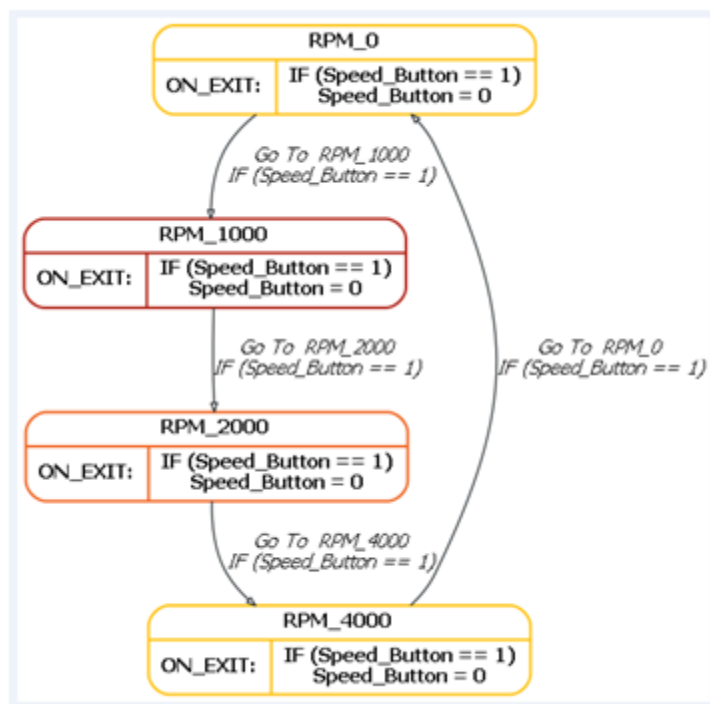 RPM_0
ON_EXIT:
IF (Speed_Button == 1)
Speed_Button = 0
Go To RPM_1000
IF (Speed_Button == 1)
RPM_1000
ON_EXIT:
IF (Speed_Button == 1)
Speed_Button = 0
Go To RPM_2000
IF (Speed_Button == 1)
Go To RPM_0
IF (Speed_Button == 1)
RPM_2000
ON_EXIT:
IF (Speed_Button == 1)
Speed_Button = 0
Go To RPM_4000
IF (Speed_Button == 1)
RPM_4000
ON_EXIT:
IF (Speed_Button == 1)
Speed_Button = 0